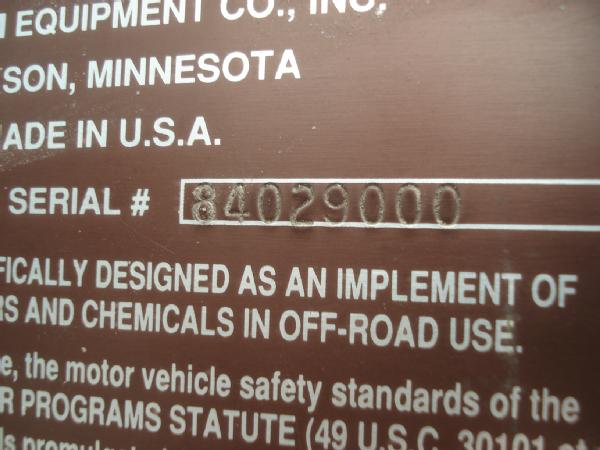 EQUIPMENT CO., INC.
SON, MINNESOTA
ADE IN U.S.A.
SERIAL # 84029000
FICALLY DESIGNED AS AN IMPLEMENT OF
RS AND CHEMICALS IN OFF-ROAD USE.
e, the motor vehicle safety standards of the
R PROGRAMS STATUTE (49 U.S.C. 30101 et